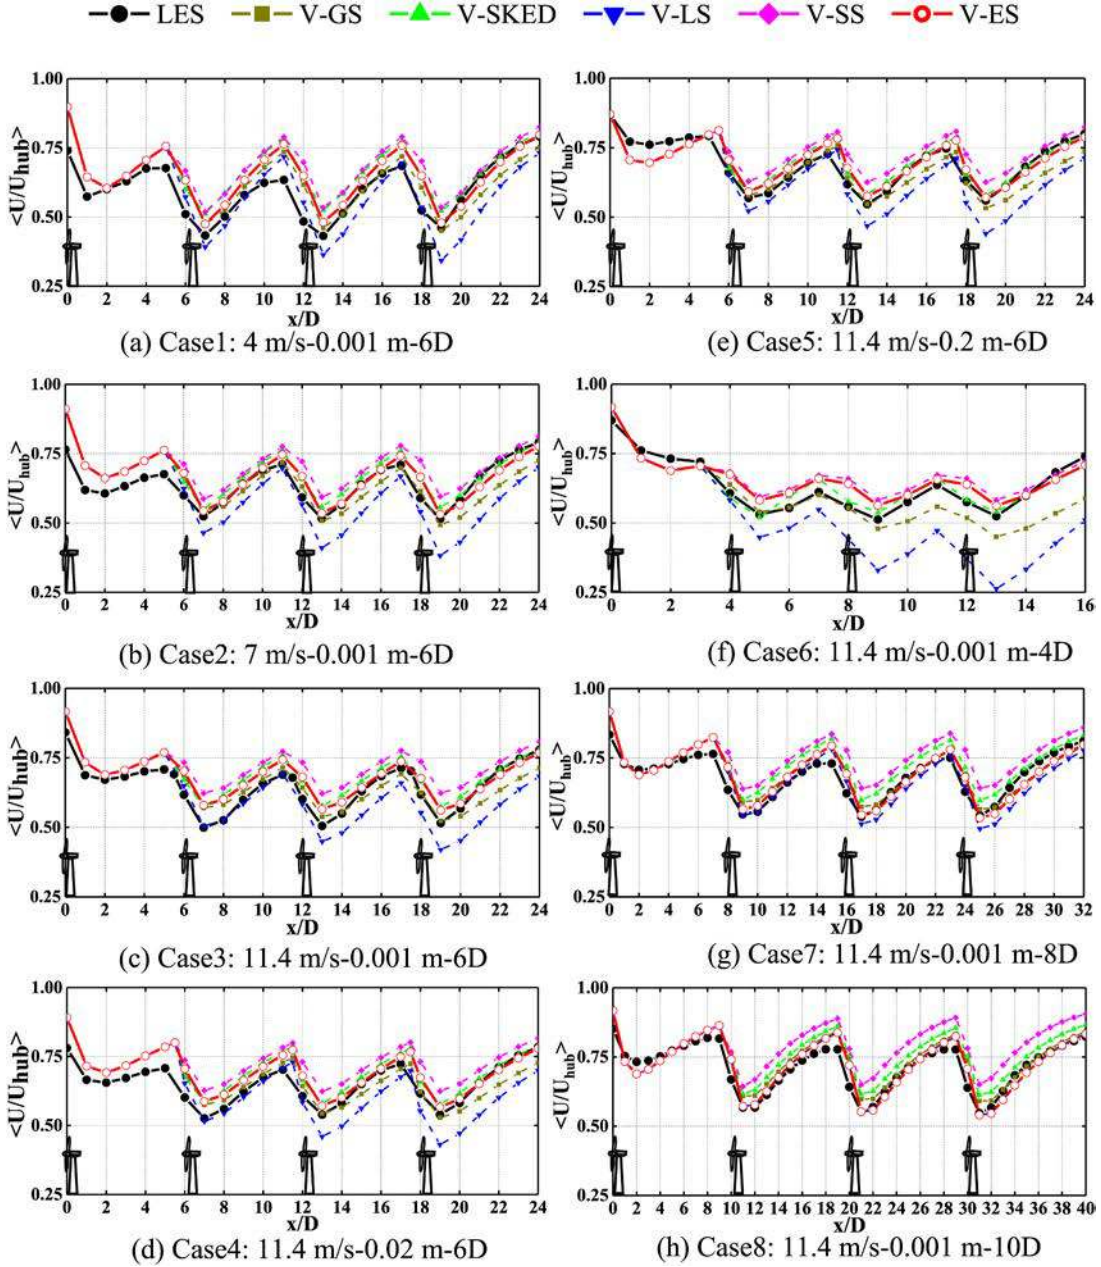 LES V-GS V-SKED V-LS V-SS V-ES
<U/Uhub>
1.00
0.75
0.50
0.25
0 2 4 6 8 10 12 14 16 18 20 22 24
x/D
(a) Case1: 4 m/s-0.001 m-6D
<U/Uhub>
1.00
0.75
0.50
0.25
0 2 4 6 8 10 12 14 16 18 20 22 24
x/D
(e) Case5: 11.4 m/s-0.2 m-6D
<U/Uhub>
1.00
0.75
0.50
0.25
0 2 4 6 8 10 12 14 16 18 20 22 24
x/D
(b) Case2: 7 m/s-0.001 m-6D
<U/Uhub>
1.00
0.75
0.50
0.25
0 2 4 6 8 10 12 14 16
x/D
(f) Case6: 11.4 m/s-0.001 m-4D
<U/Uhub>
1.00
0.75
0.50
0.25
0 2 4 6 8 10 12 14 16 18 20 22 24
x/D
(c) Case3: 11.4 m/s-0.001 m-6D
<U/Uhub>
1.00
0.75
0.50
0.25
0 2 4 6 8 10 12 14 16 18 20 22 24 26 28 30 32
x/D
(g) Case7: 11.4 m/s-0.001 m-8D
<U/Uhub>
1.00
0.75
0.50
0.25
0 2 4 6 8 10 12 14 16 18 20 22 24
x/D
(d) Case4: 11.4 m/s-0.02 m-6D
<U/Uhub>
1.00
0.75
0.50
0.25
0 2 4 6 8 10 12 14 16 18 20 22 24 26 28 30 32 34 36 38 40
x/D
(h) Case8: 11.4 m/s-0.001 m-10D